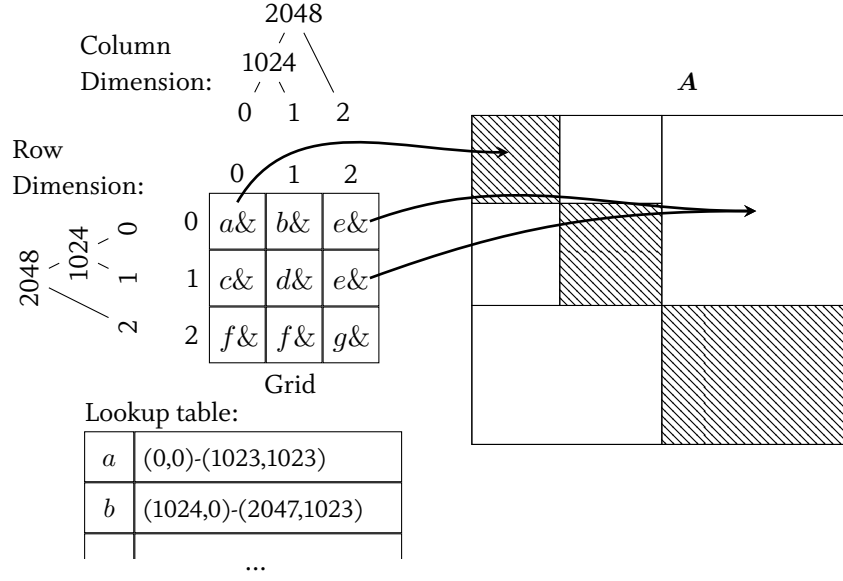 2048
Column
1024
Dimension:
0 1 2
A
Row
Dimension:
0 1 2
0 a& b& e&
1 c& d& e&
2 f& f& g&
2048
1024
0
1
2
Grid
Lookup table:
a (0,0)-(1023,1023)
b (1024,0)-(2047,1023)
...